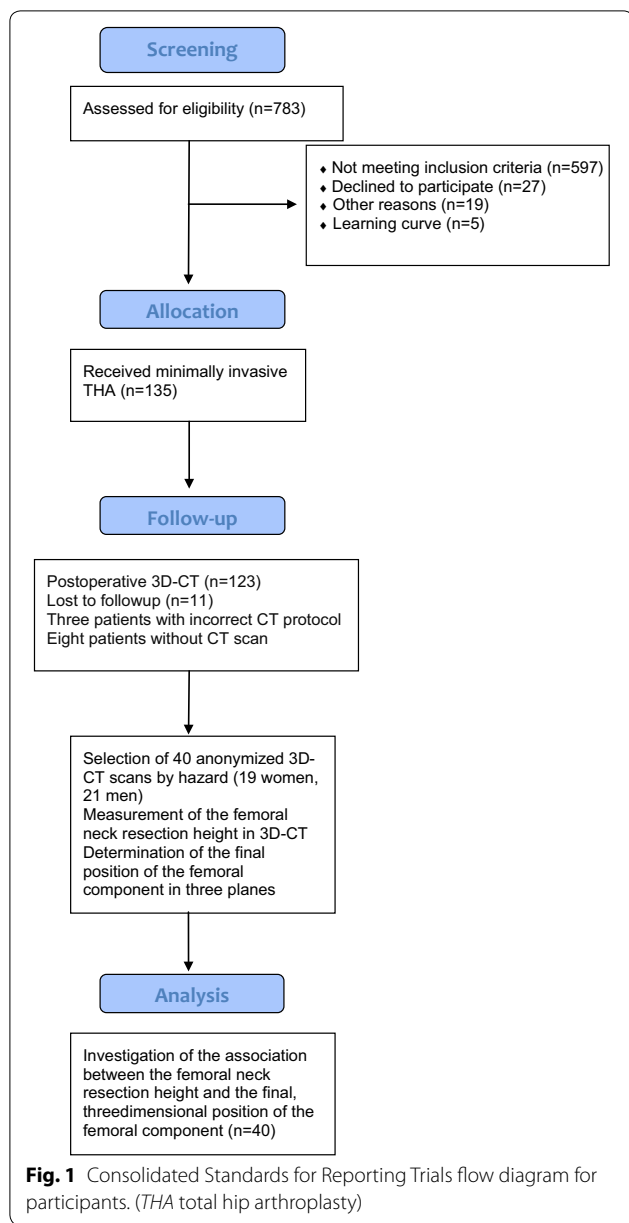 Screening
Assessed for eligibility (n=783)
♦ Not meeting inclusion criteria (n=597)
♦ Declined to participate (n=27)
♦ Other reasons (n=19)
♦ Learning curve (n=5)
Allocation
Received minimally invasive
THA (n=135)
Follow-up
Postoperative 3D-CT (n=123)
Lost to followup (n=11)
Three patients with incorrect CT protocol
Eight patients without CT scan
Selection of 40 anonymized 3D-
CT scans by hazard (19 women,
21 men)
Measurement of the femoral
neck resection height in 3D-CT
Determination of the final
position of the femoral
component in three planes
Analysis
Investigation of the association
between the femoral neck
resection height and the final,
threedimensional position of the
femoral component (n=40)
Fig. 1 Consolidated Standards for Reporting Trials flow diagram for
participants. (THA total hip arthroplasty)